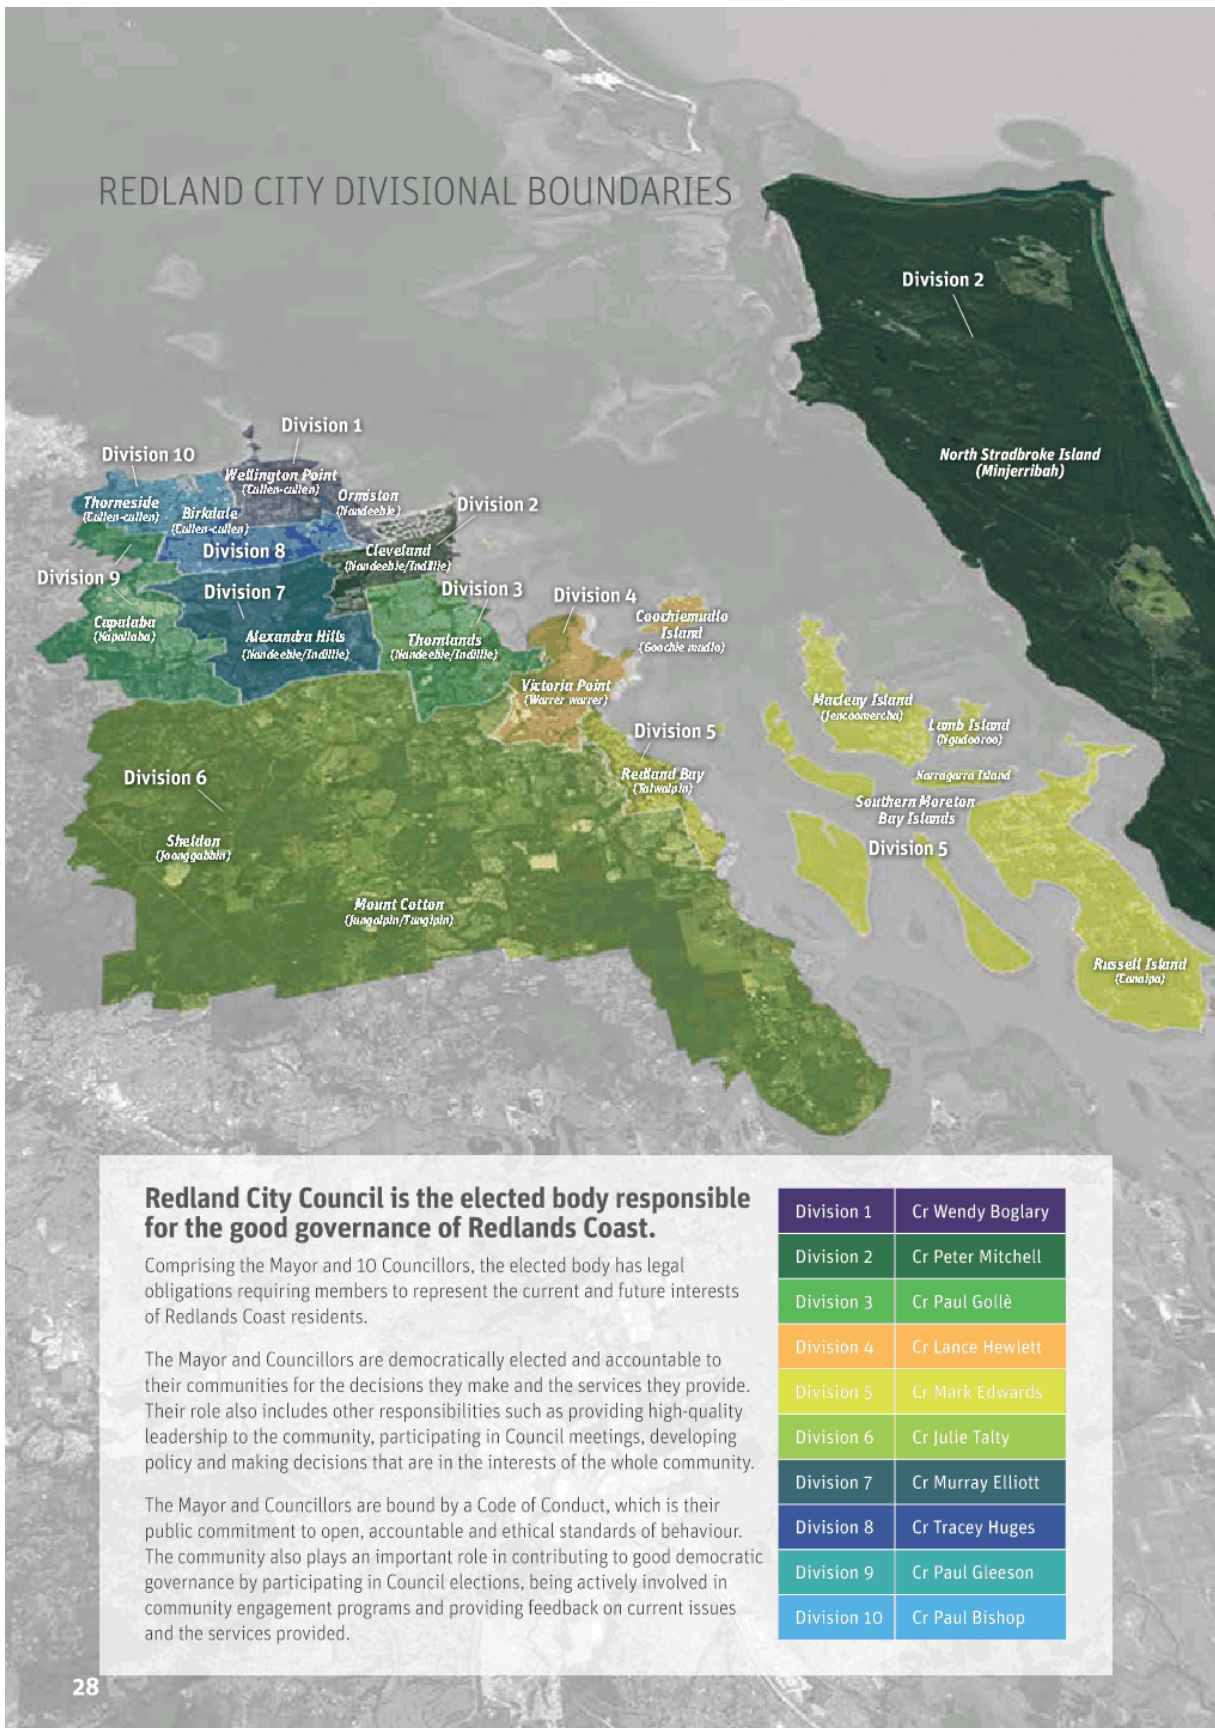 REDLAND CITY DIVISIONAL BOUNDARIES
Division 2
North Stradbroke Island
(Minjerribah)
Division 1
Division 10
Wellington Point
(Cullen-cullen)
Ormiston
(Nandeebie)
Thorneside
(Cullen-cullen)
Birkdale
(Cullen-cullen)
Division 2
Division 8
Cleveland
(Nandeebie/Indillie)
Division 9
Division 7
Division 3
Division 4
Coochiemudlo
Island
(Goochie mudlo)
Capalaba
(Kapallaba)
Alexandra Hills
(Nandeebie/Indillie)
Thornlands
(Nandeebie/Indillie)
Victoria Point
(Warrer warrer)
Macleay Island
(Jencoomercha)
Lamb Island
(Ngudooroo)
Division 5
Redland Bay
(Talwalpin)
Karragarra Island
Division 6
Southern Moreton
Bay Islands
Division 5
Sheldon
(Joonggabbin)
Mount Cotton
(Jungalpin/Tungipin)
Russell Island
(Canaipa)
Redland City Council is the elected body responsible
for the good governance of Redlands Coast.
Comprising the Mayor and 10 Councillors, the elected body has legal
obligations requiring members to represent the current and future interests
of Redlands Coast residents.
The Mayor and Councillors are democratically elected and accountable to
their communities for the decisions they make and the services they provide.
Their role also includes other responsibilities such as providing high-quality
leadership to the community, participating in Council meetings, developing
policy and making decisions that are in the interests of the whole community.
The Mayor and Councillors are bound by a Code of Conduct, which is their
public commitment to open, accountable and ethical standards of behaviour.
The community also plays an important role in contributing to good democratic
governance by participating in Council elections, being actively involved in
community engagement programs and providing feedback on current issues
and the services provided.
Division 1 Cr Wendy Boglary
Division 2 Cr Peter Mitchell
Division 3 Cr Paul Gollè
Division 4 Cr Lance Hewlett
Division 5 Cr Mark Edwards
Division 6 Cr Julie Talty
Division 7 Cr Murray Elliott
Division 8 Cr Tracey Huges
Division 9 Cr Paul Gleeson
Division 10 Cr Paul Bishop
28